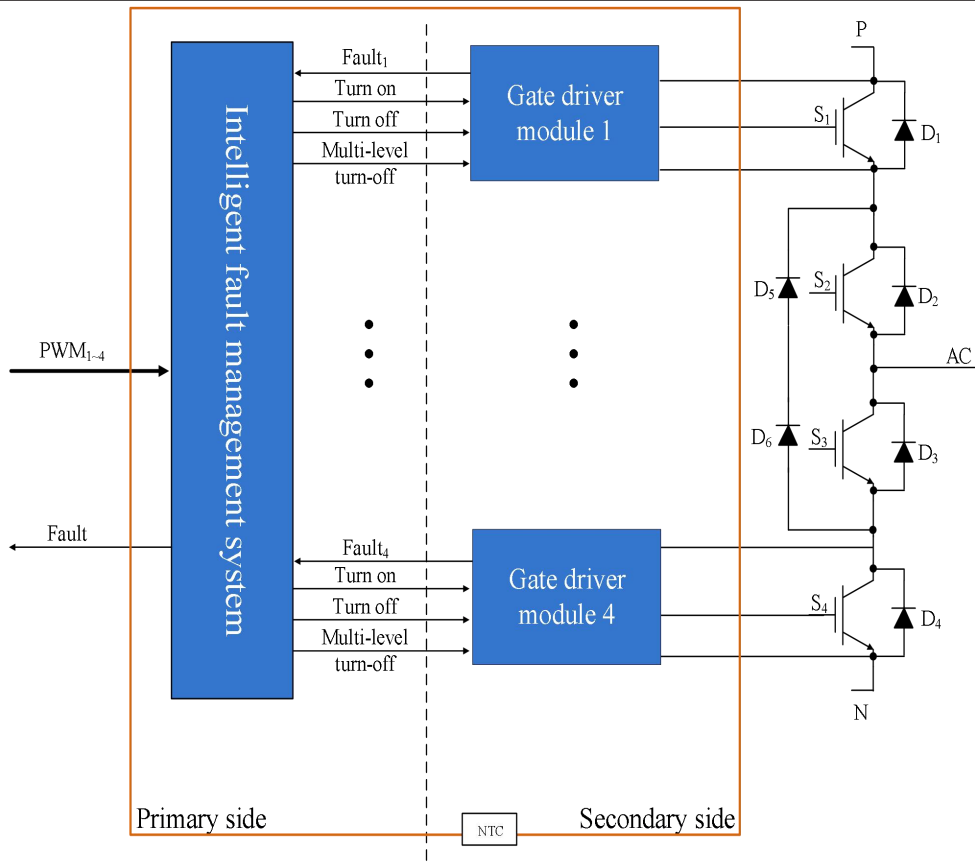 P
Fault1
Turn on
Turn off
Multi-level
turn-off
Gate driver
module 1
S1
D1
Intelligent fault management system
D5
S2
D2
PWM1~4
AC
D6
S3
D3
Fault
Fault4
Turn on
Turn off
Multi-level
turn-off
Gate driver
module 4
S4
D4
N
Primary side
NTC
Secondary side